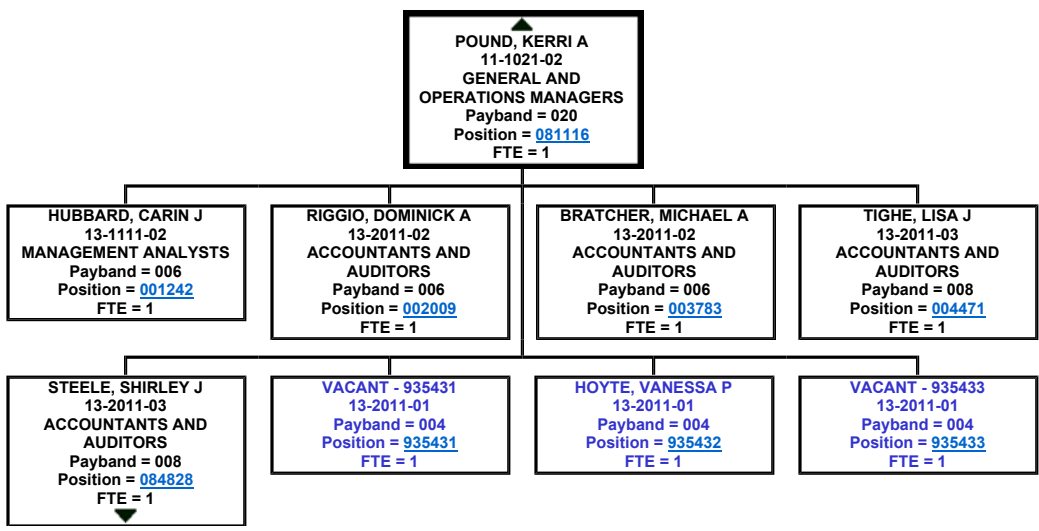 POUND, KERRI A
11-1021-02
GENERAL AND
OPERATIONS MANAGERS
Payband = 020
Position = 081116
FTE = 1
HUBBARD, CARIN J
13-1111-02
MANAGEMENT ANALYSTS
Payband = 006
Position = 001242
FTE = 1
RIGGIO, DOMINICK A
13-2011-02
ACCOUNTANTS AND
AUDITORS
Payband = 006
Position = 002009
FTE = 1
BRATCHER, MICHAEL A
13-2011-02
ACCOUNTANTS AND
AUDITORS
Payband = 006
Position = 003783
FTE = 1
TIGHE, LISA J
13-2011-03
ACCOUNTANTS AND
AUDITORS
Payband = 008
Position = 004471
FTE = 1
STEELE, SHIRLEY J
13-2011-03
ACCOUNTANTS AND
AUDITORS
Payband = 008
Position = 084828
FTE = 1
VACANT - 935431
13-2011-01
Payband = 004
Position = 935431
FTE = 1
HOYTE, VANESSA P
13-2011-01
Payband = 004
Position = 935432
FTE = 1
VACANT - 935433
13-2011-01
Payband = 004
Position = 935433
FTE = 1